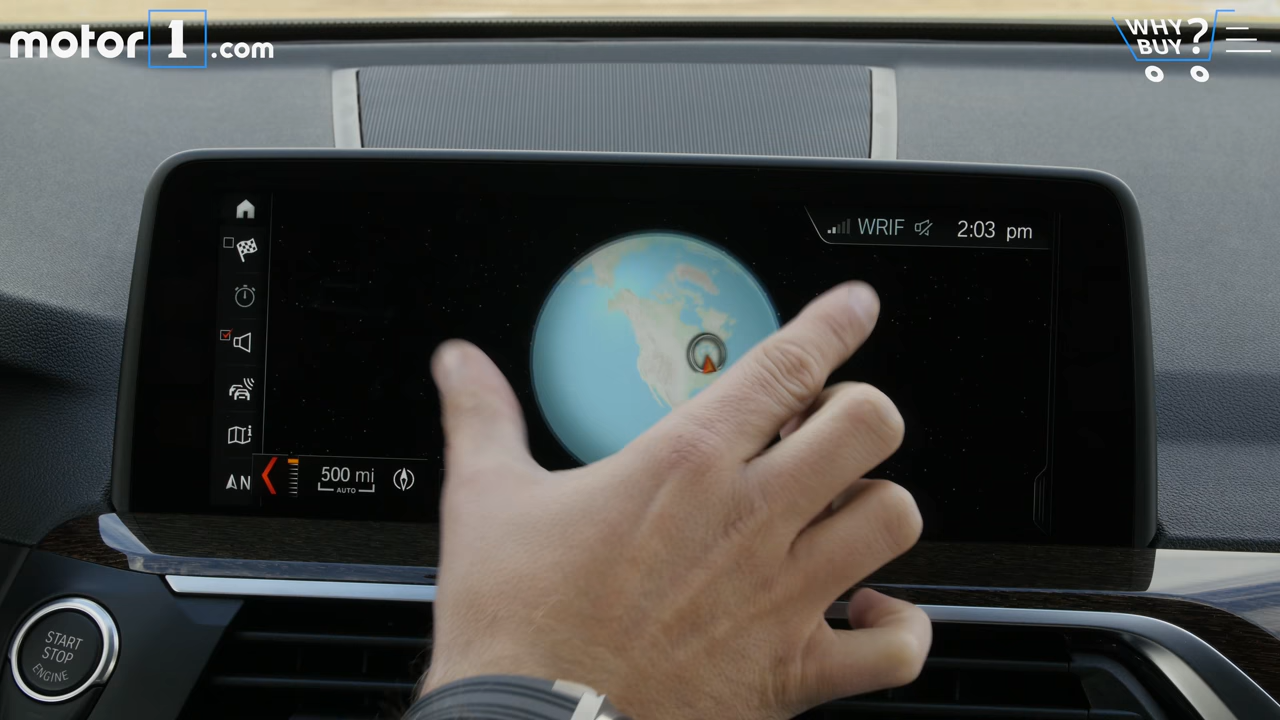 motor1.com
WHY
BUY?
WRIF 2:03 pm
N
500 mi
AUTO
START
STOP
ENGINE